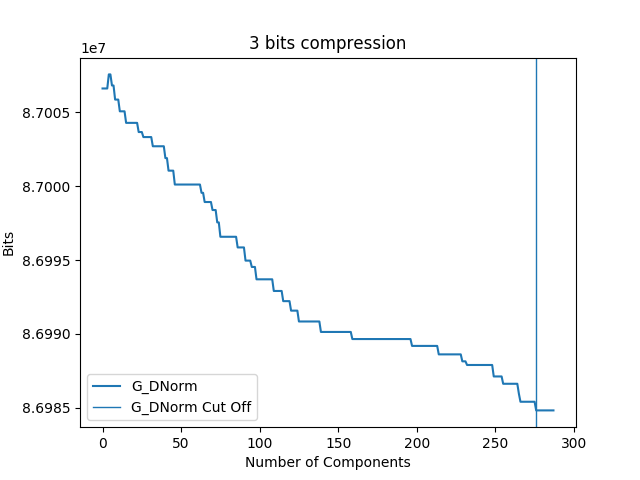 3 bits compression
1e7
8.7005
8.7000
8.6995
8.6990
8.6985
Bits
G_DNorm
G_DNorm Cut Off
0 50 100 150 200 250 300
Number of Components